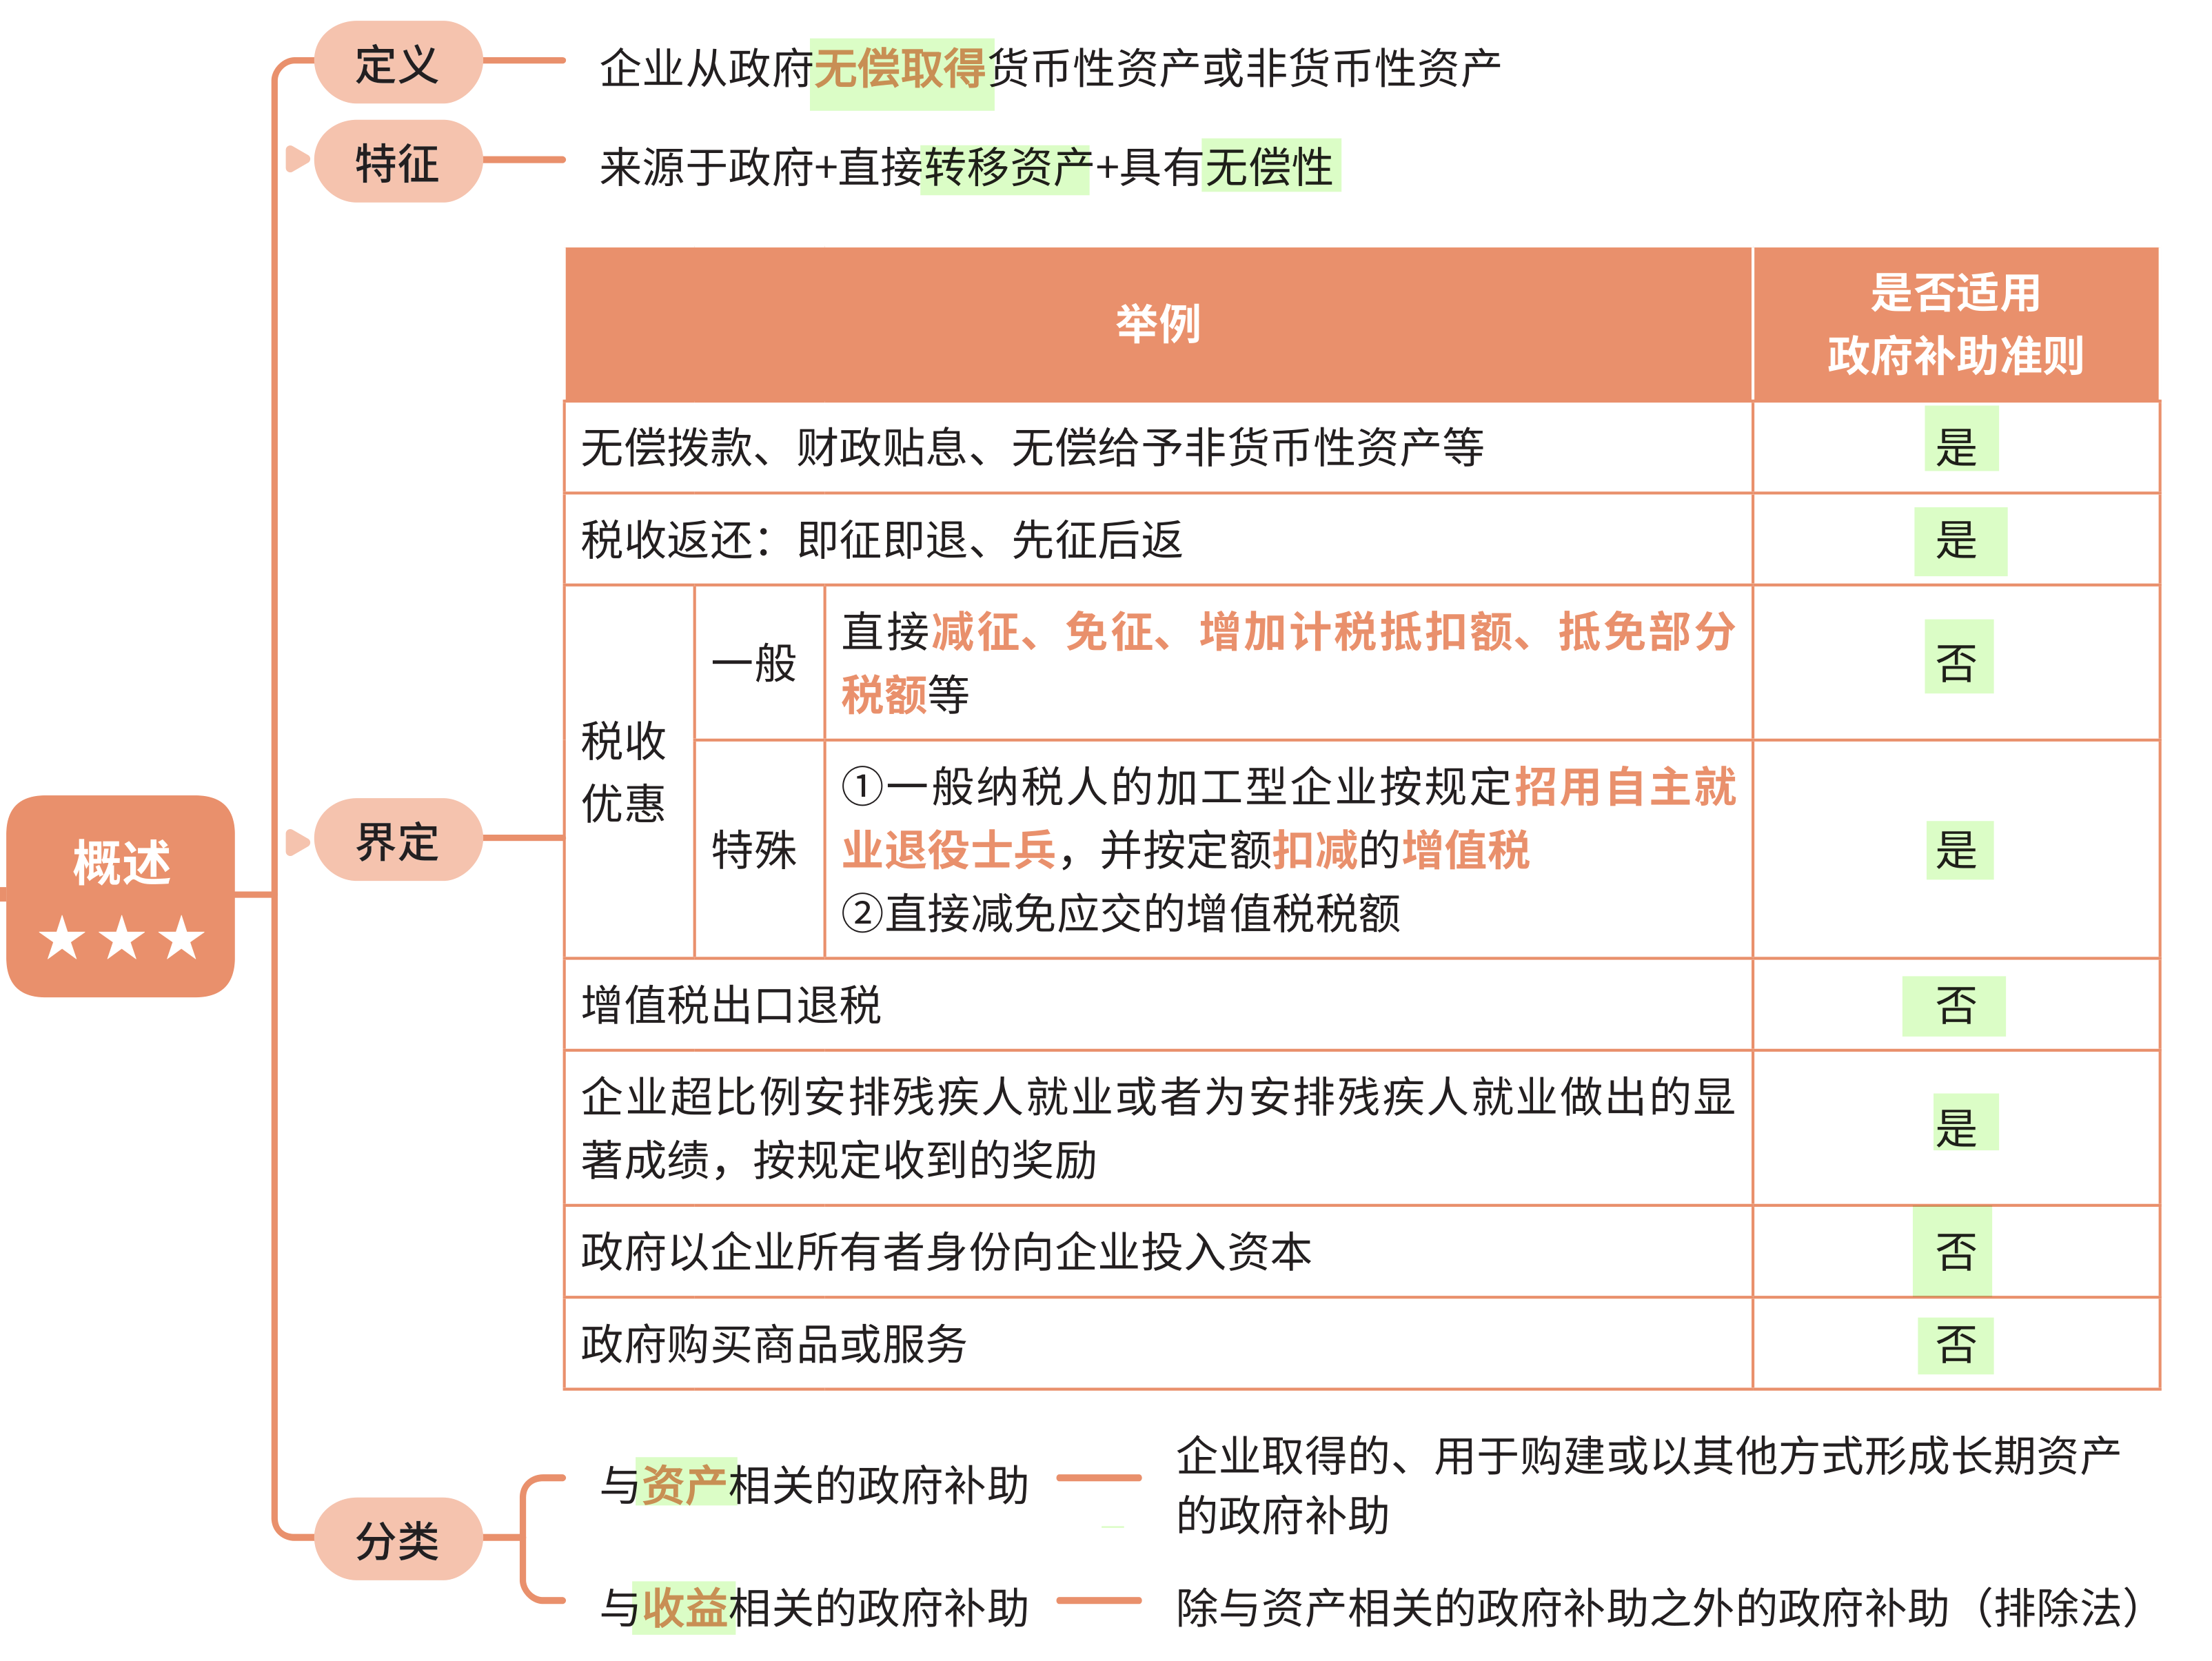 定义
企业从政府无偿取得货币性资产或非货币性资产
特征
来源于政府+直接转移资产+具有无偿性
概述
★★★
界定
举例
是否适用
政府补助准则
无偿拨款、财政贴息、无偿给予非货币性资产等
是
税收返还：即征即退、先征后返
是
税收
优惠
一般
直接减征、免征、增加计税抵扣额、抵免部分
税额等
否
特殊
①一般纳税人的加工型企业按规定招用自主就
业退役士兵，并按定额扣减的增值税
②直接减免应交的增值税税额
是
增值税出口退税
否
企业超比例安排残疾人就业或者为安排残疾人就业做出的显
著成绩，按规定收到的奖励
是
政府以企业所有者身份向企业投入资本
否
政府购买商品或服务
否
分类
与资产相关的政府补助
企业取得的、用于购建或以其他方式形成长期资产
的政府补助
与收益相关的政府补助
除与资产相关的政府补助之外的政府补助（排除法）